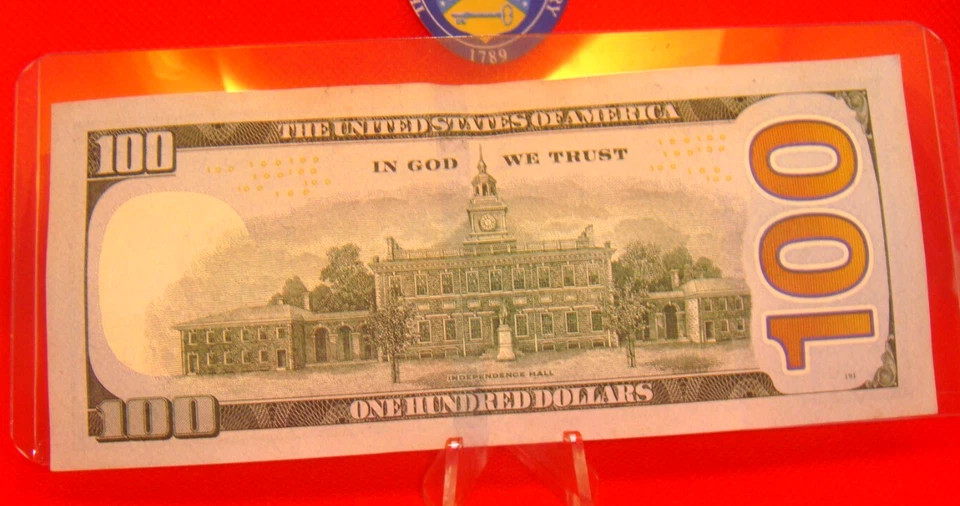 1789
THE UNITED STATES OF AMERICA
100
IN GOD WE TRUST
100
INDEPENDENCE HALL
100
ONE HUNDRED DOLLARS